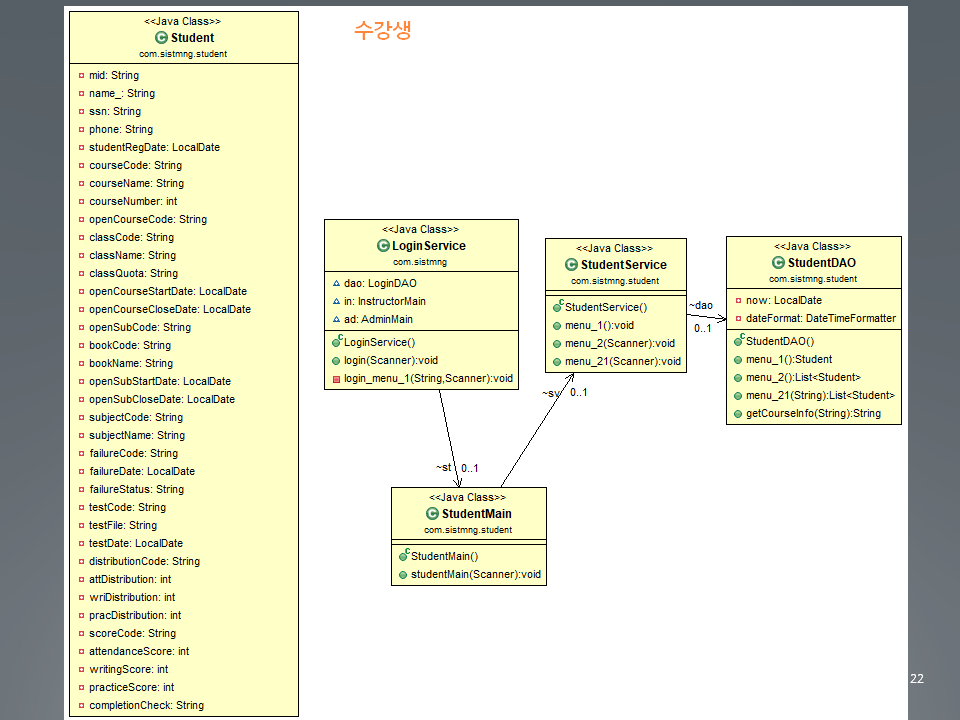 <<Java Class>>
Student
com.sistmng.student
mid: String
name_: String
ssn: String
phone: String
studentRegDate: LocalDate
courseCode: String
courseName: String
courseNumber: int
openCourseCode: String
classCode: String
className: String
classQuota: String
openCourseStartDate: LocalDate
openCourseCloseDate: LocalDate
openSubCode: String
bookCode: String
bookName: String
openSubStartDate: LocalDate
openSubCloseDate: LocalDate
subjectCode: String
subjectName: String
failureCode: String
failureDate: LocalDate
failureStatus: String
testCode: String
testFile: String
testDate: LocalDate
distributionCode: String
attDistribution: int
wriDistribution: int
pracDistribution: int
scoreCode: String
attendanceScore: int
writingScore: int
practiceScore: int
completionCheck: String
수강생
<<Java Class>>
LoginService
com.sistmng
dao: LoginDAO
in: InstructorMain
ad: AdminMain
LoginService()
login(Scanner):void
login_menu_1(String,Scanner):void
~st 0..1
<<Java Class>>
StudentMain
com.sistmng.student
StudentMain()
studentMain(Scanner):void
~sv 0..1
<<Java Class>>
StudentService
com.sistmng.student
StudentService()
menu_1():void
menu_2(Scanner):void
menu_21(Scanner):void
~dao
0..1
<<Java Class>>
StudentDAO
com.sistmng.student
now: LocalDate
dateFormat: DateTimeFormatter
StudentDAO()
menu_1():Student
menu_2():List<Student>
menu_21(String):List<Student>
getCourseInfo(String):String
22